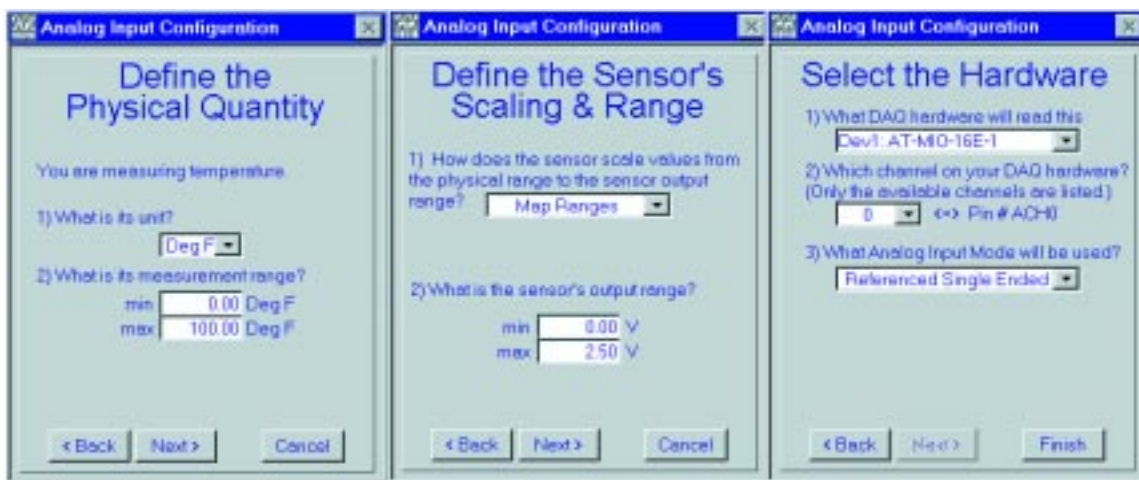 Analog Input Configuration
Define the
Physical Quantity
You are measuring temperature.
1) What is its unit?
Deg F
2) What is its measurement range?
min 0.00 Deg F
max 100.00 Deg F
< Back Next > Cancel
Analog Input Configuration
Define the Sensor's
Scaling & Range
1) How does the sensor scale values from
the physical range to the sensor output
range? Map Ranges
2) What is the sensor's output range?
min 0.00 V
max 2.50 V
< Back Next > Cancel
Analog Input Configuration
Select the Hardware
1) What DAQ hardware will read this
Dev1: AT-MIO-16E-1
2) Which channel on your DAQ hardware?
(Only the available channels are listed.)
0 <=> Pin # ACH0
3) What Analog Input Mode will be used?
Referenced Single Ended
< Back Next > Finish